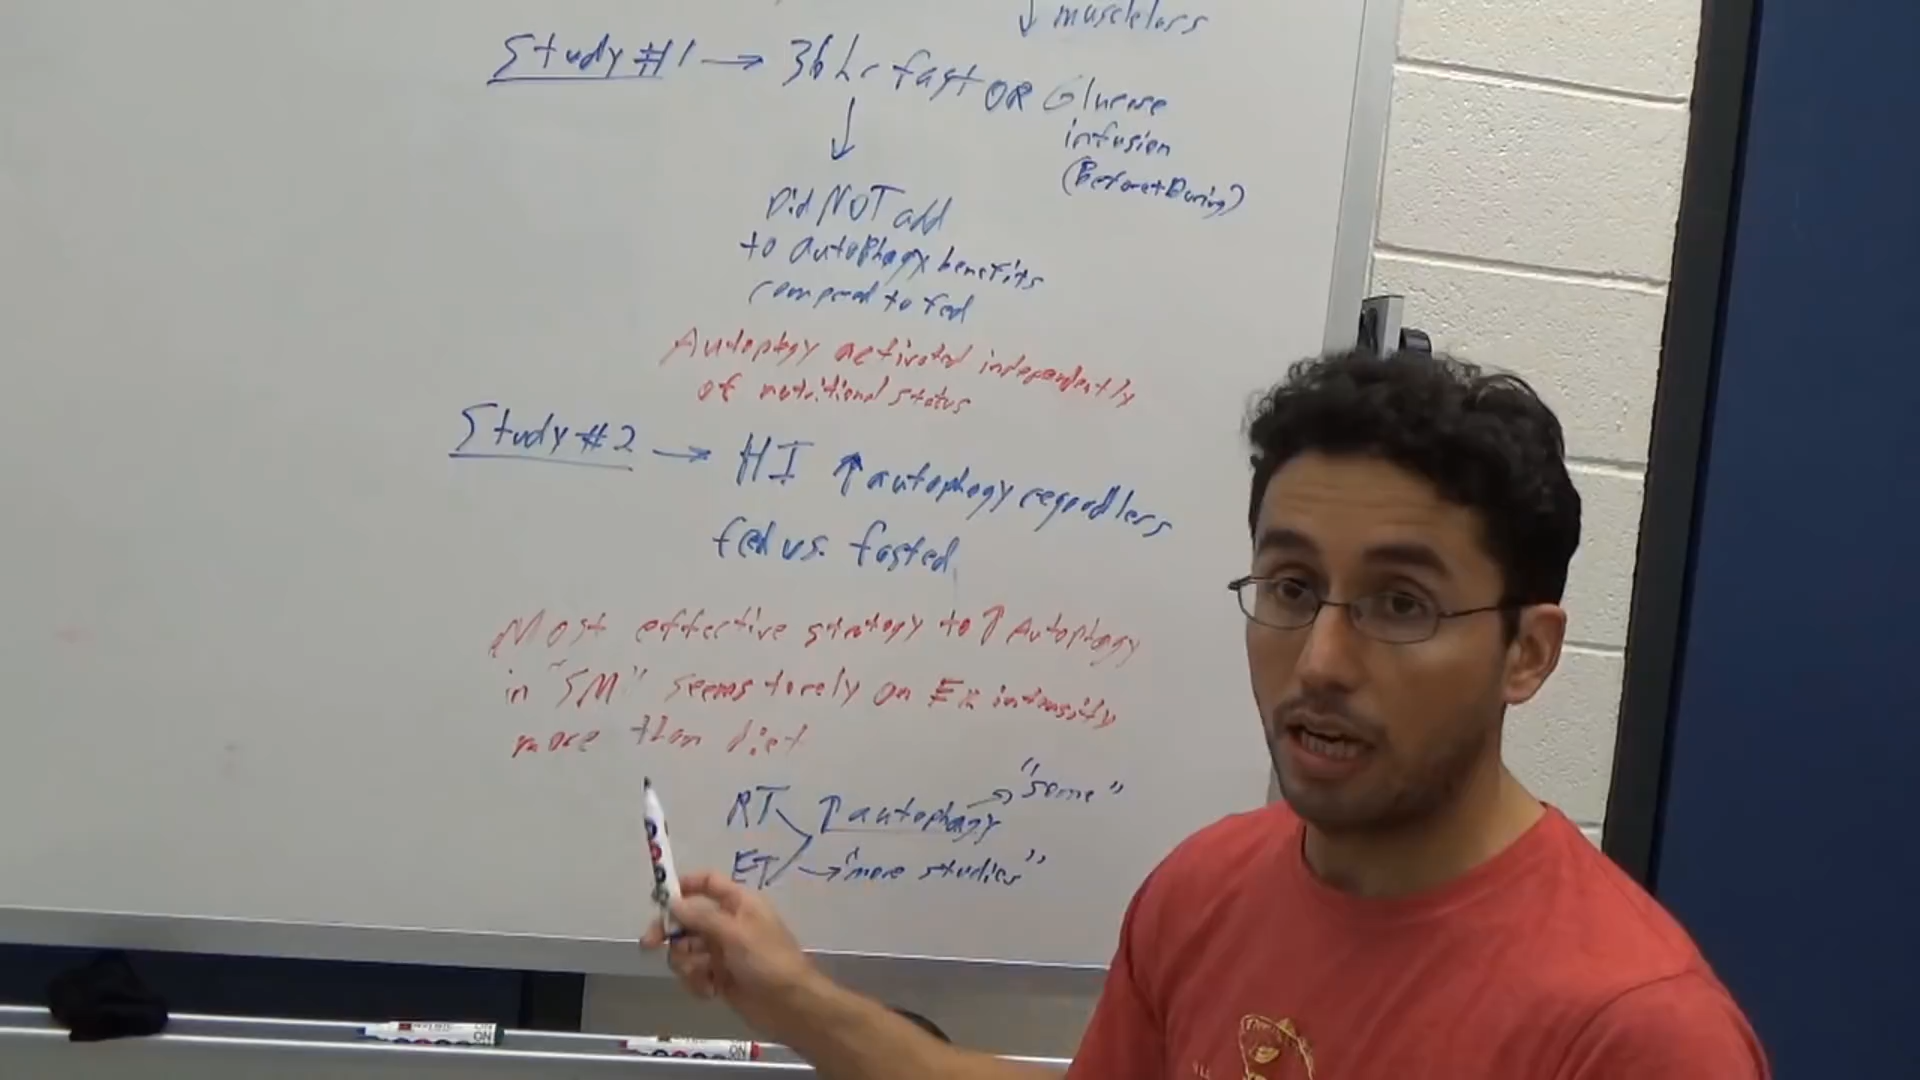 ↓ muscle loss
Study #1 → 36 hr fast OR Glucose
infusion
(Before + During)
↓
Did NOT add
to autophagy benefits
compared to fed
Autophagy activated independently
of nutritional status
Study #2 → HI ↑ autophagy regardless
fed vs. fasted
Most effective strategy to ↑ Autophagy
in "SM" seems to rely on Ex intensity
more than diet
RT ↑ autophagy → "some"
ET → "more studies"